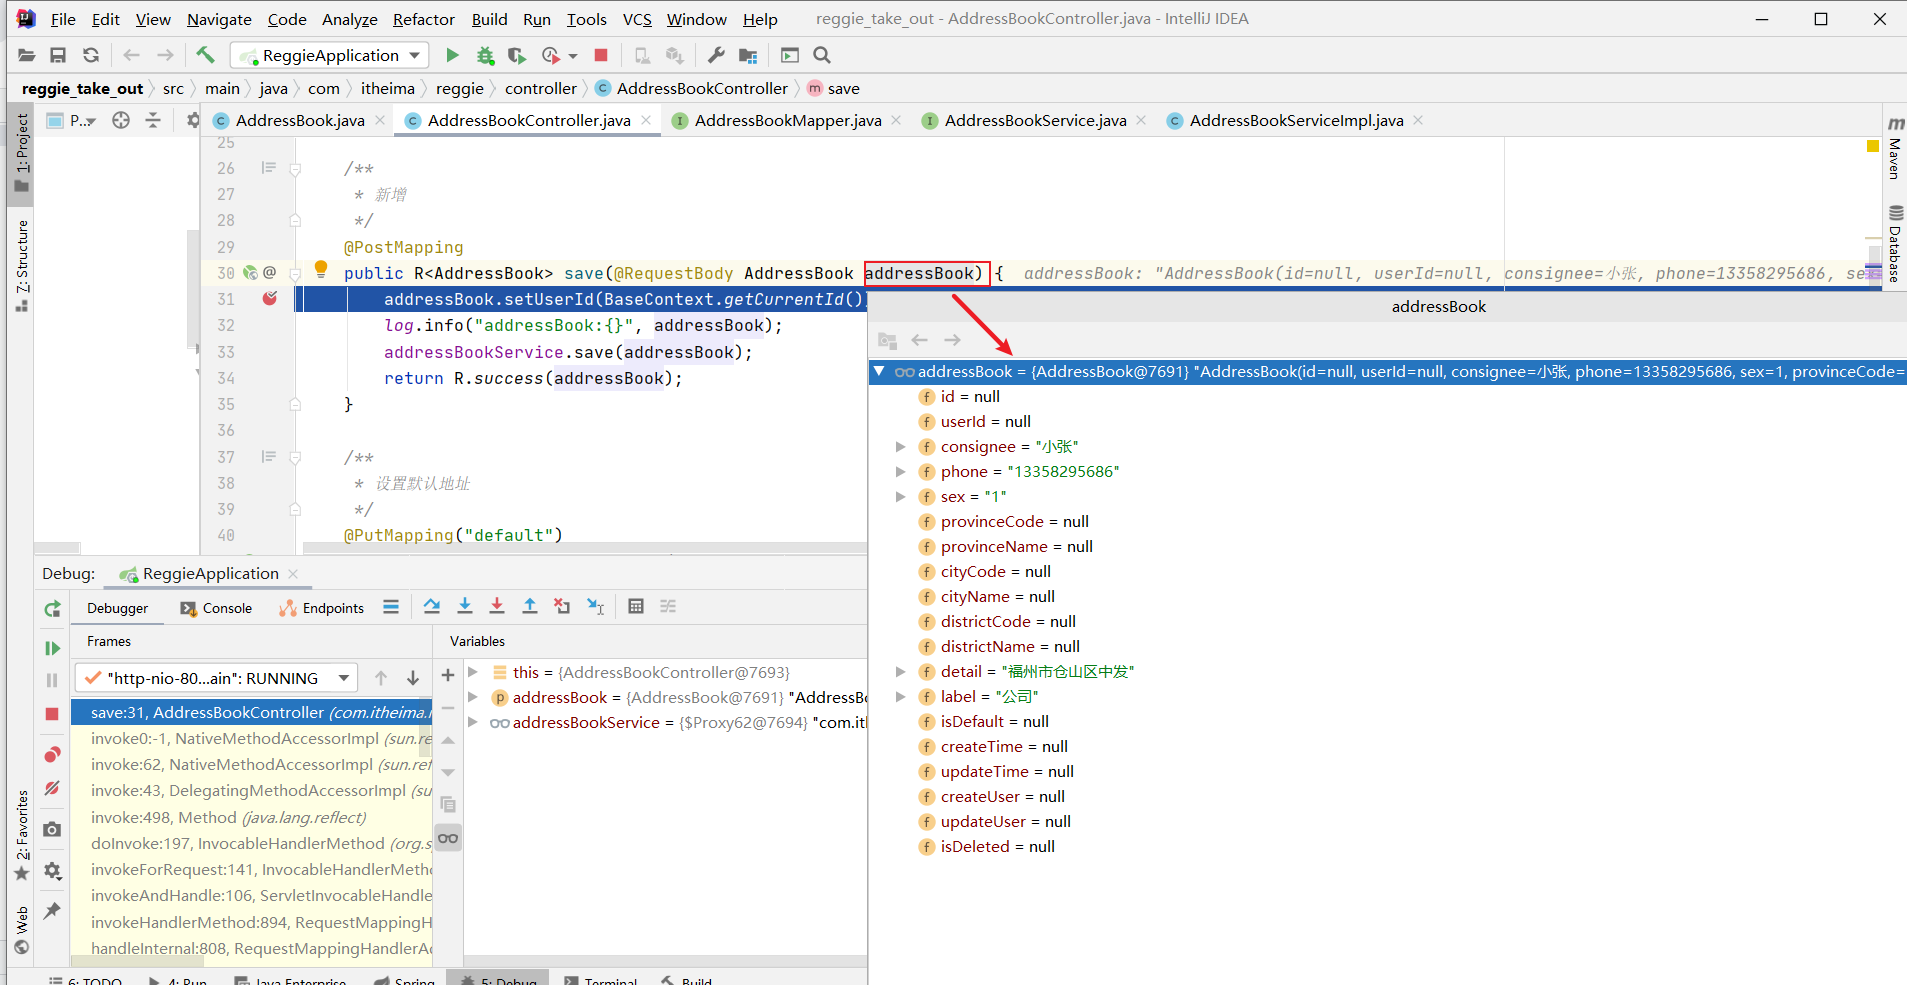 File Edit View Navigate Code Analyze Refactor Build Run Tools VCS Window Help reggie_take_out - AddressBookController.java - IntelliJ IDEA
ReggieApplication
reggie_take_out src main java com itheima reggie controller AddressBookController save
1: Project
Z: Structure
2: Favorites
Web
P..
AddressBook.java AddressBookController.java AddressBookMapper.java AddressBookService.java AddressBookServiceImpl.java
Maven
Database
25
26 /**
27 * 新增
28 */
29 @PostMapping
30 public R<AddressBook> save(@RequestBody AddressBook addressBook) { addressBook: "AddressBook(id=null, userId=null, consignee=小张, phone=13358295686, sex
31 addressBook.setUserId(BaseContext.getCurrentId()
32 log.info("addressBook:{}", addressBook);
33 addressBookService.save(addressBook);
34 return R.success(addressBook);
35 }
36
37 /**
38 * 设置默认地址
39 */
40 @PutMapping("default")
addressBook
addressBook = {AddressBook@7691} "AddressBook(id=null, userId=null, consignee=小张, phone=13358295686, sex=1, provinceCode=
id = null
userId = null
consignee = "小张"
phone = "13358295686"
sex = "1"
provinceCode = null
provinceName = null
cityCode = null
cityName = null
districtCode = null
districtName = null
detail = "福州市仓山区中发"
label = "公司"
isDefault = null
createTime = null
updateTime = null
createUser = null
updateUser = null
isDeleted = null
Debug: ReggieApplication
Debugger Console Endpoints
Frames
"http-nio-80...ain": RUNNING
save:31, AddressBookController (com.itheima.
invoke0:-1, NativeMethodAccessorImpl (sun.re
invoke:62, NativeMethodAccessorImpl (sun.ref
invoke:43, DelegatingMethodAccessorImpl (su
invoke:498, Method (java.lang.reflect)
doInvoke:197, InvocableHandlerMethod (org.s
invokeForRequest:141, InvocableHandlerMetho
invokeAndHandle:106, ServletInvocableHandle
invokeHandlerMethod:894, RequestMappingH
handleInternal:808, RequestMappingHandlerAd
Variables
this = {AddressBookController@7693}
addressBook = {AddressBook@7691} "AddressBo
addressBookService = {$Proxy62@7694} "com.itl
6: TODO 4: Run Java Enterprise Spring 5: Debug Terminal Build